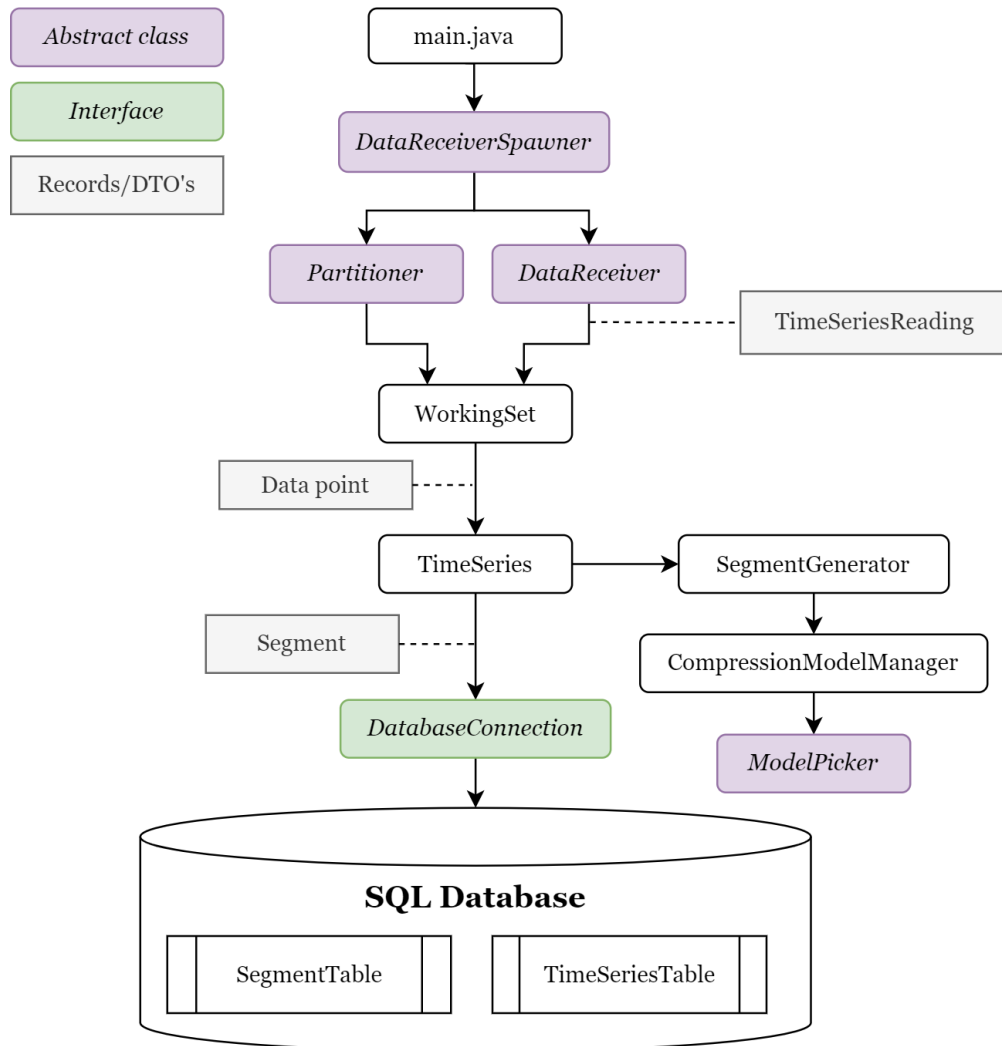 Abstract class
main.java
Interface
DataReceiverSpawner
Records/DTO's
Partitioner
DataReceiver
TimeSeriesReading
WorkingSet
Data point
TimeSeries
SegmentGenerator
Segment
CompressionModelManager
DatabaseConnection
ModelPicker
SQL Database
SegmentTable
TimeSeriesTable